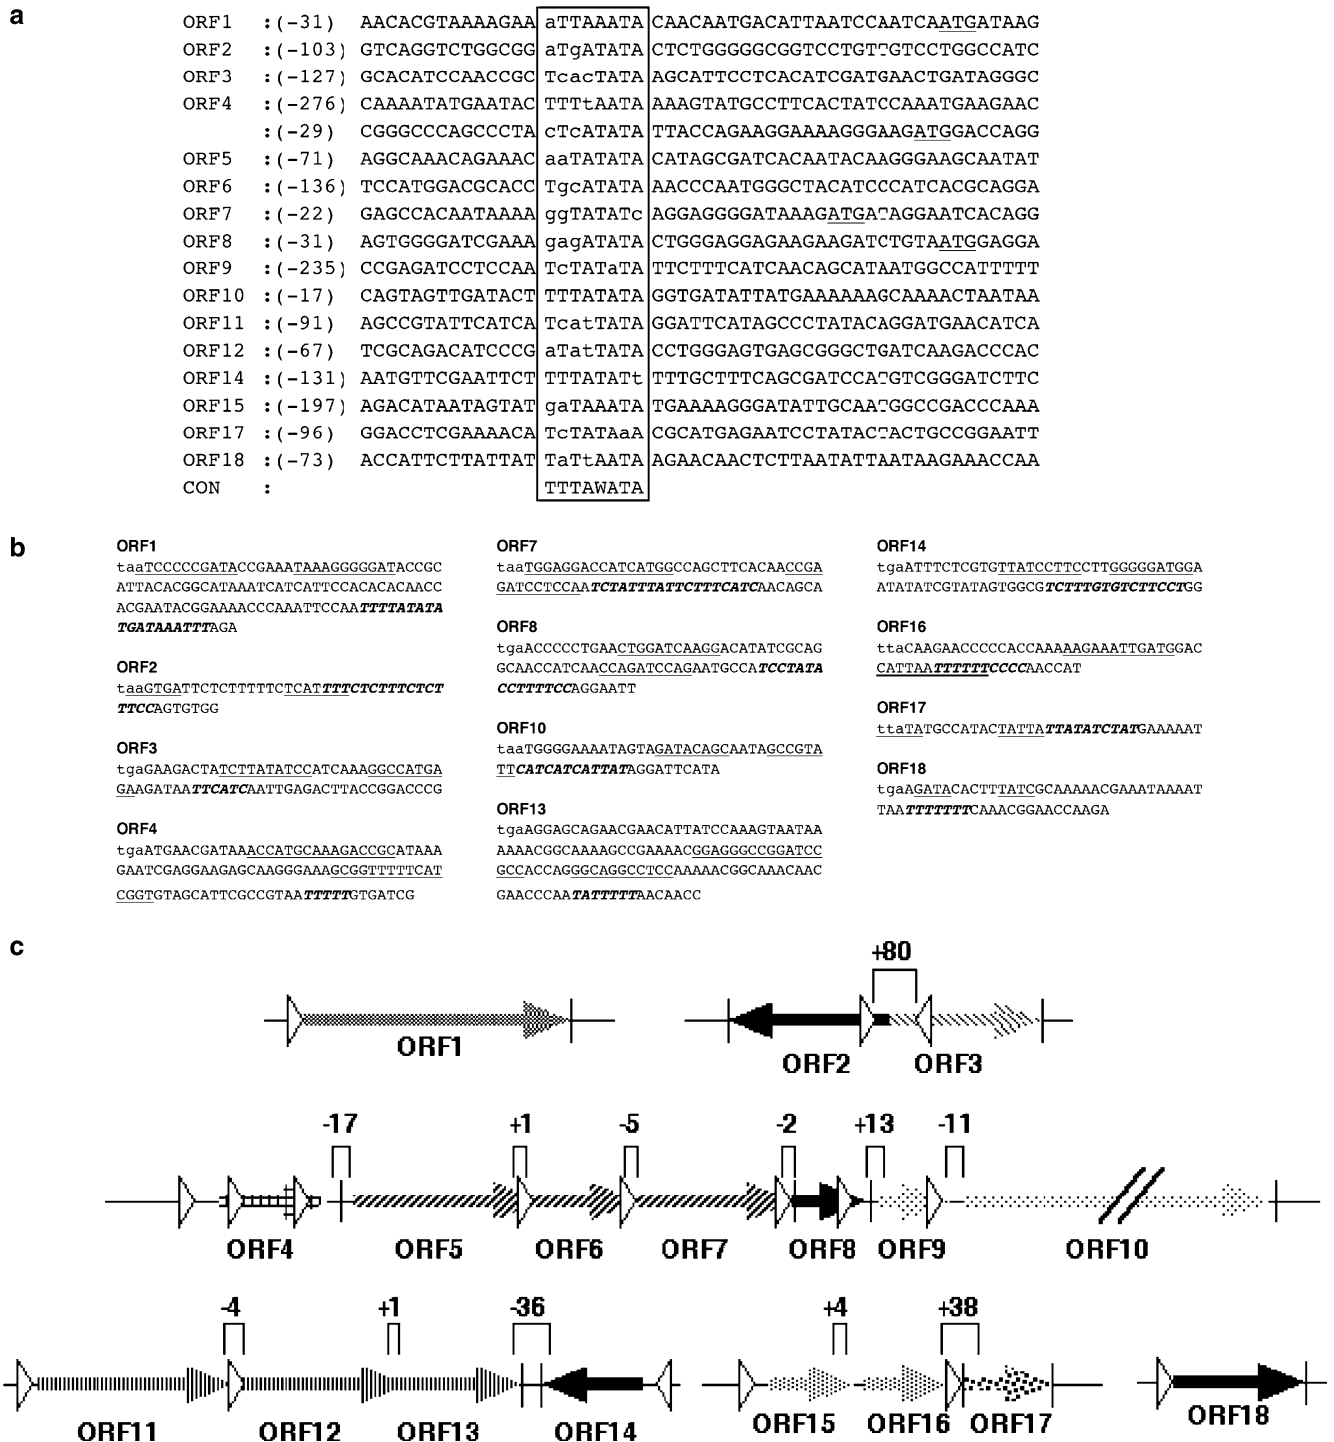 a
ORF1 :(-31) AACACGTAAAAGAA aTTAAATA CAACAATGACATTAATCCAATCAATGATAAG
ORF2 :(-103) GTCAGGTCTGGCGG aTgATATA CTCTGGGGGCGGTCCTGTTGTCCTGGCCATC
ORF3 :(-127) GCACATCCAACCGC TcacTATA AGCATTCCTCACATCGATGAACTGATAGGGC
ORF4 :(-276) CAAAATATGAATAC TTTtAATA AAAGTATGCCTTCACTATCCAAATGAAGAAC
:(-29) CGGGCCCAGCCCTA cTcATATA TTACCAGAAGGAAAAGGGAAGATGGACCAGG
ORF5 :(-71) AGGCAAACAGAAAC aaTATATA CATAGCGATCACAATACAAGGGAAGCAATAT
ORF6 :(-136) TCCATGGACGCACC TgcATATA AACCCAATGGGCTACATCCCATCACGCAGGA
ORF7 :(-22) GAGCCACAATAAAA ggTATATc AGGAGGGGATAAAGATGATAGGAATCACAGG
ORF8 :(-31) AGTGGGGATCGAAA gagATATA CTGGGAGGAGAAGAAGATCTGTAATGGAGGA
ORF9 :(-235) CCGAGATCCTCCAA TcTATaTA TTCTTTCATCAACAGCATAATGGCCATTTTT
ORF10 :(-17) CAGTAGTTGATACT TTTATATA GGTGATATTATGAAAAAAGCAAAACTAATAA
ORF11 :(-91) AGCCGTATTCATCA TcatTATA GGATTCATAGCCCTATACAGGATGAACATCA
ORF12 :(-67) TCGCAGACATCCCG aTatTATA CCTGGGAGTGAGCGGGCTGATCAAGACCCAC
ORF14 :(-131) AATGTTCGAATTCT TTTATATt TTTGCTTTCAGCGATCCATGTCGGGATCTTC
ORF15 :(-197) AGACATAATAGTAT gaTAAATA TGAAAAGGGATATTGCAATGGCCGACCCAAA
ORF17 :(-96) GGACCTCGAAAACA TcTATAaA CGCATGAGAATCCTATACTACTGCCGGAATT
ORF18 :(-73) ACCATTCTTATTAT TaTtAATA AGAACAACTCTTAATATTAATAAGAAACCAA
CON : TTTAWATA
b
ORF1
taaTCCCCCGATACCGAAATAAAGGGGGATACCGC
ATTACACGGCATAAATCATCATTCCACACACAACC
ACGAATACGGAAAACCCAAATTCCAATTTTATATA
TGATAAATTTAGA
ORF2
taaGTGATTCTCTTTTTCTCATTTTCTCTTTCTCT
TTCCAGTGTGG
ORF3
tgaGAAGACTATCTTATATCCATCAAAGGCCATGA
GAAGATAATTCATCAATTGAGACTTACCGGACCCG
ORF4
tgaATGAACGATAAACCATGCAAAGACCGCATAAA
GAATCGAGGAAGAGCAAGGGAAAGCGGTTTTTCAT
CGGTGTAGCATTCGCCGTAATTTTTGTGATCG
ORF7
taaTGGAGGACCATCATGGCCAGCTTCACAACCGA
GATCCTCCAATCTATTTATTCTTTCATCAACAGCA
ORF8
tgaACCCCCTGAACTGGATCAAGGACATATCGCAG
GCAACCATCAACCAGATCCAGAATGCCATCCTATA
CCTTTTCCAGGAATT
ORF10
taaTGGGGAAAATAGTAGATACAGCAATAGCCGTA
TTCATCATCATTATAGGATTCATA
ORF13
tgaAGGAGCAGAACGAACATTATCCAAAGTAATAA
AAAACGGCAAAAGCCGAAAACGGAGGGCCGGATCC
GCCACCAGGGCAGGCCTCCAAAAACGGCAAACAAC
GAACCCAATATTTTTAACAACC
ORF14
tgaATTTCTCGTGTTATCCTTCCTTGGGGGATGGA
ATATATCGTATAGTGGCGTCTTTGTGTCTTCCTGG
ORF16
ttaCAAGAACCCCCACCAAAAAGAAATTGATGGAC
CATTAATTTTTTCCCCAACCAT
ORF17
ttaTATGCCATACTATTATTATATCTATGAAAAAT
ORF18
tgaAGATACACTTTATCGCAAAAACGAAATAAAAT
TAATTTTTTTCAAACGGAACCAAGA
c
+80
ORF1 ORF2 ORF3
-17 +1 -5 -2 +13 -11
ORF4 ORF5 ORF6 ORF7 ORF8 ORF9 ORF10
-4 +1 -36 +4 +38
ORF11 ORF12 ORF13 ORF14 ORF15 ORF16 ORF17 ORF18